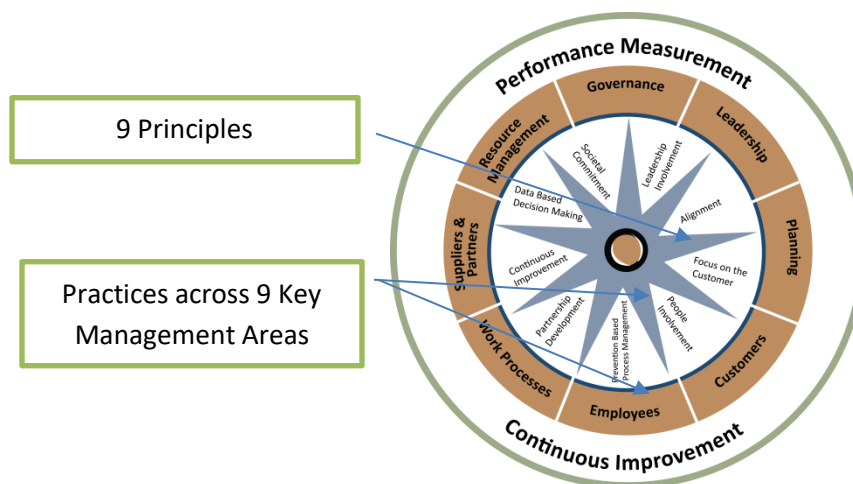 Performance Measurement
9 Principles
Practices across 9 Key
Management Areas
Governance
Leadership
Planning
Customers
Employees
Work Processes
Suppliers &
Partners
Resource
Management
Leadership
Involvement
Alignment
Focus on the
Customer
People
Involvement
Prevention Based
Process Management
Partnership
Development
Continuous
Improvement
Data Based
Decision Making
Societal
Commitment
Continuous Improvement